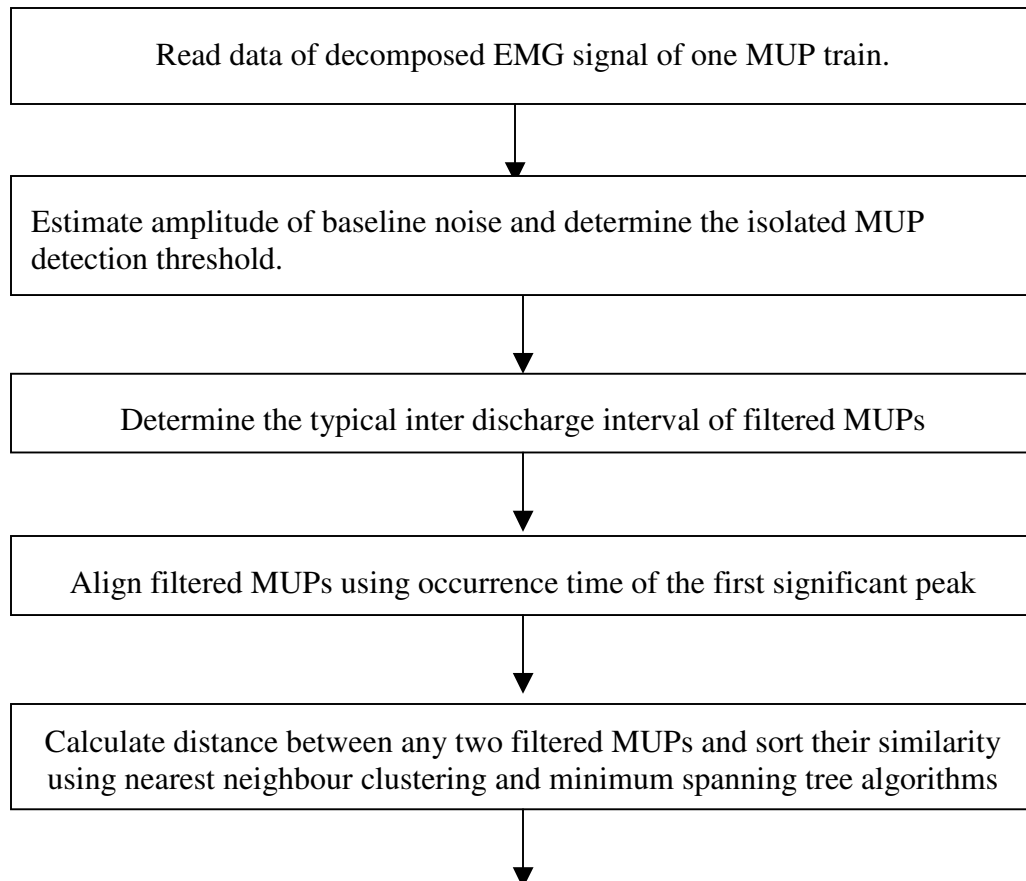 Read data of decomposed EMG signal of one MUP train.
Estimate amplitude of baseline noise and determine the isolated MUP
detection threshold.
Determine the typical inter discharge interval of filtered MUPs
Align filtered MUPs using occurrence time of the first significant peak
Calculate distance between any two filtered MUPs and sort their similarity
using nearest neighbour clustering and minimum spanning tree algorithms